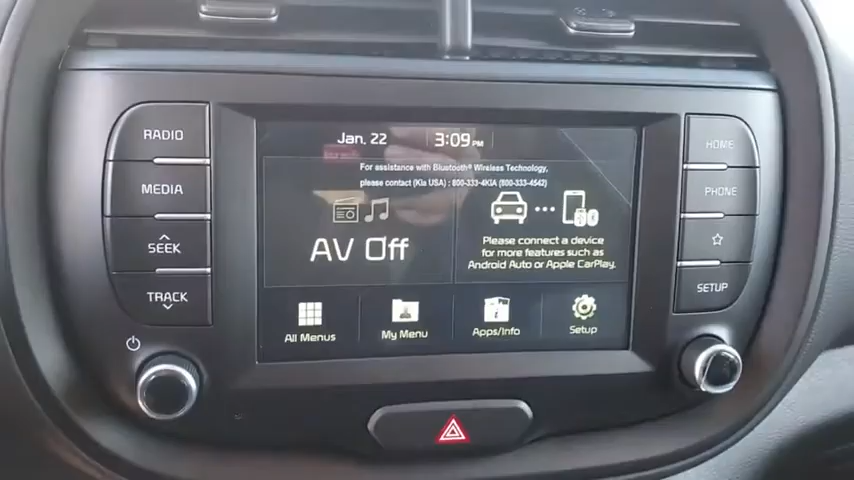 RADIO
MEDIA
SEEK
TRACK
Jan. 22 3:09 PM
For assistance with Bluetooth® Wireless Technology,
please contact (Kia USA) : 800-333-4KIA (800-333-4542)
AV Off
Please connect a device
for more features such as
Android Auto or Apple CarPlay.
All Menus
My Menu
Apps/Info
Setup
HOME
PHONE
SETUP